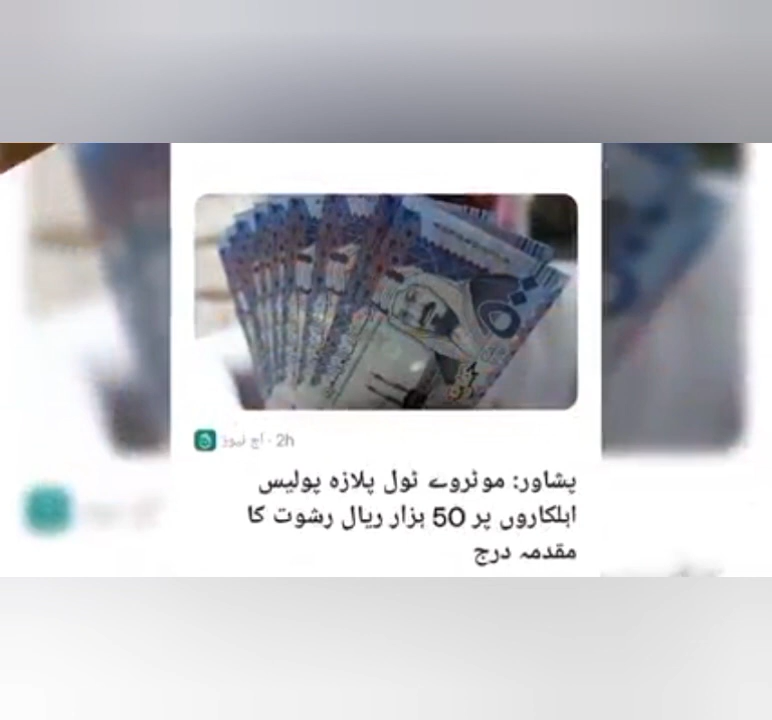 آج نیوز · 2h
پشاور: موٹروے ٹول پلازہ پولیس
اہلکاروں پر 50 ہزار ریال رشوت کا
مقدمہ درج